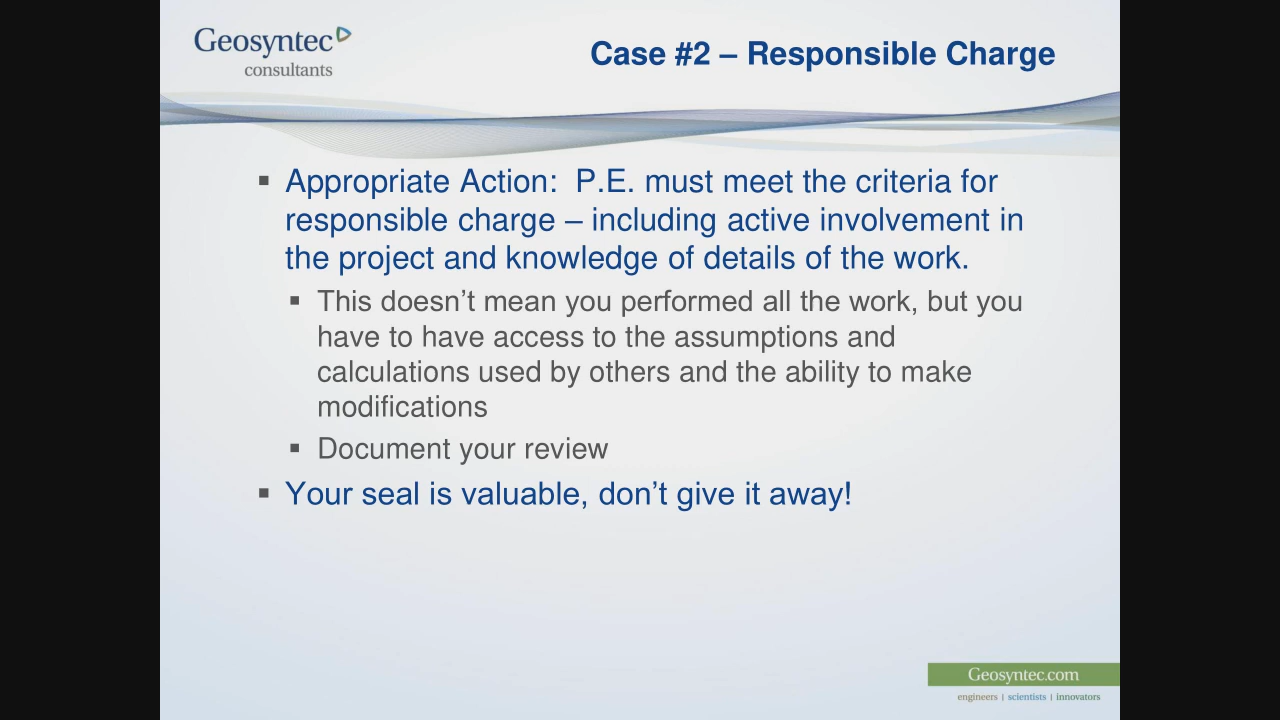 Geosyntec
consultants
Case #2 – Responsible Charge
▪ Appropriate Action:  P.E. must meet the criteria for
responsible charge – including active involvement in
the project and knowledge of details of the work.
▪ This doesn’t mean you performed all the work, but you
have to have access to the assumptions and
calculations used by others and the ability to make
modifications
▪ Document your review
▪ Your seal is valuable, don’t give it away!
Geosyntec.com
engineers | scientists | innovators